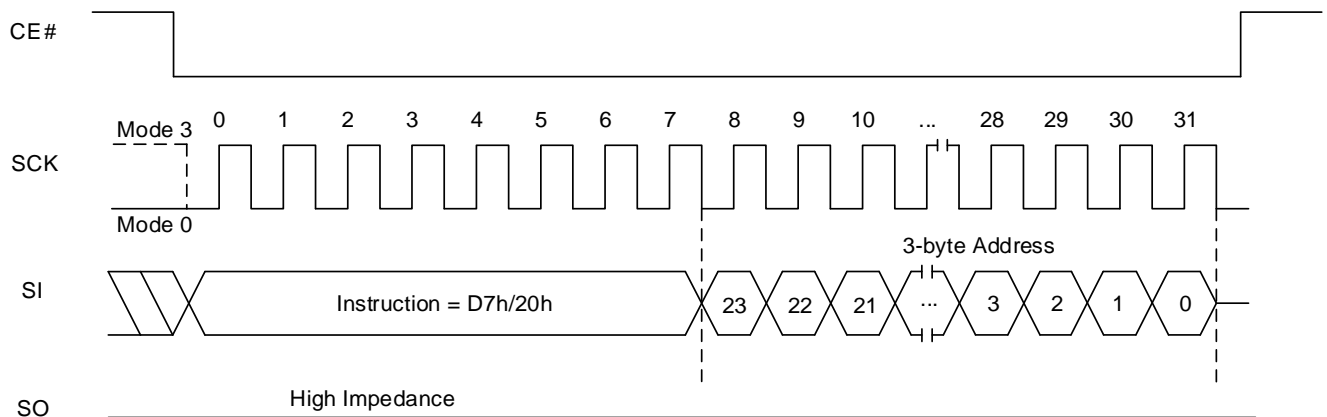 CE#
0 1 2 3 4 5 6 7 8 9 10 ... 28 29 30 31
Mode 3
SCK
Mode 0
3-byte Address
SI
Instruction = D7h/20h 23 22 21 ... 3 2 1 0
High Impedance
SO